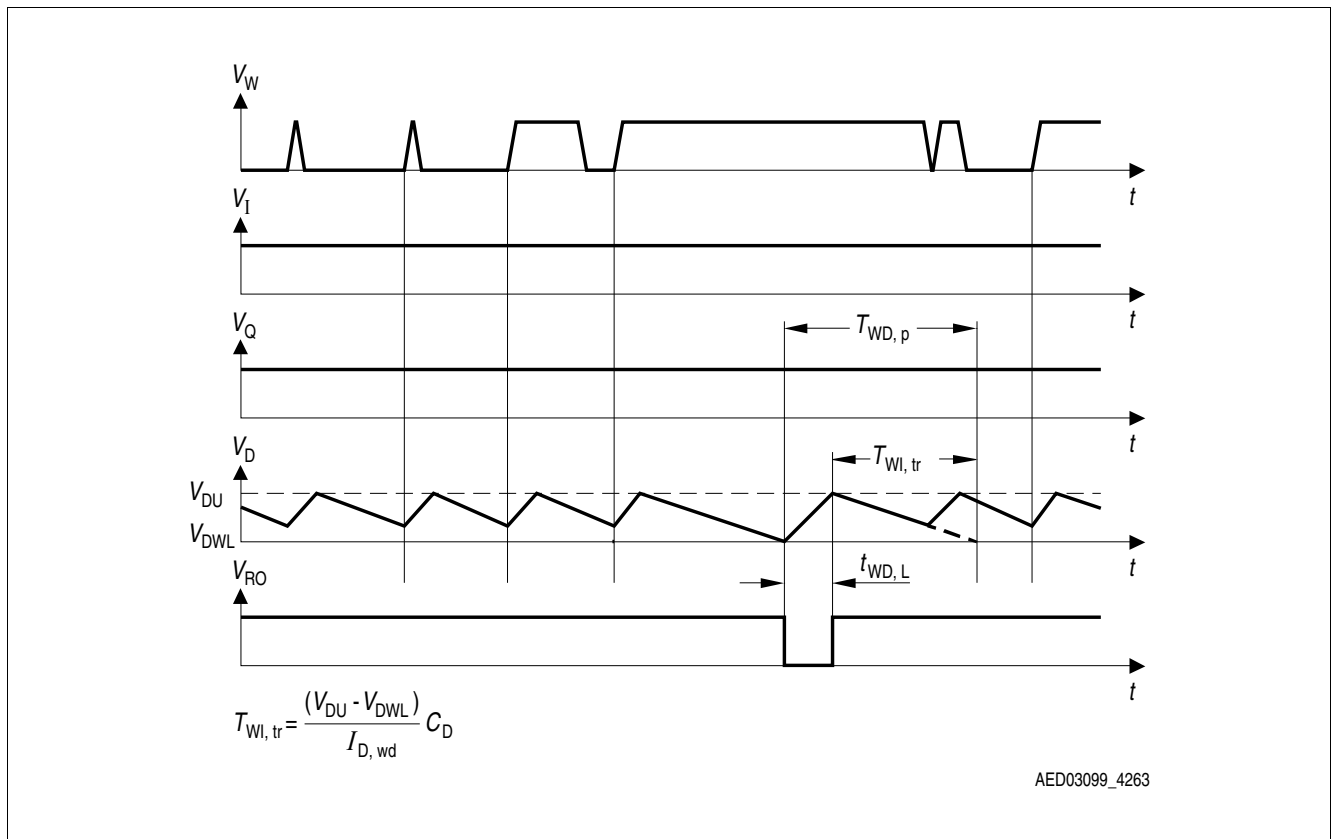 V_W
t
V_I
t
V_Q
T_WD, p
t
V_D
T_WI, tr
V_DU
V_DWL
t
V_RO
t_WD, L
t
T_WI, tr = (V_DU - V_DWL) / I_D, wd C_D
AED03099_4263